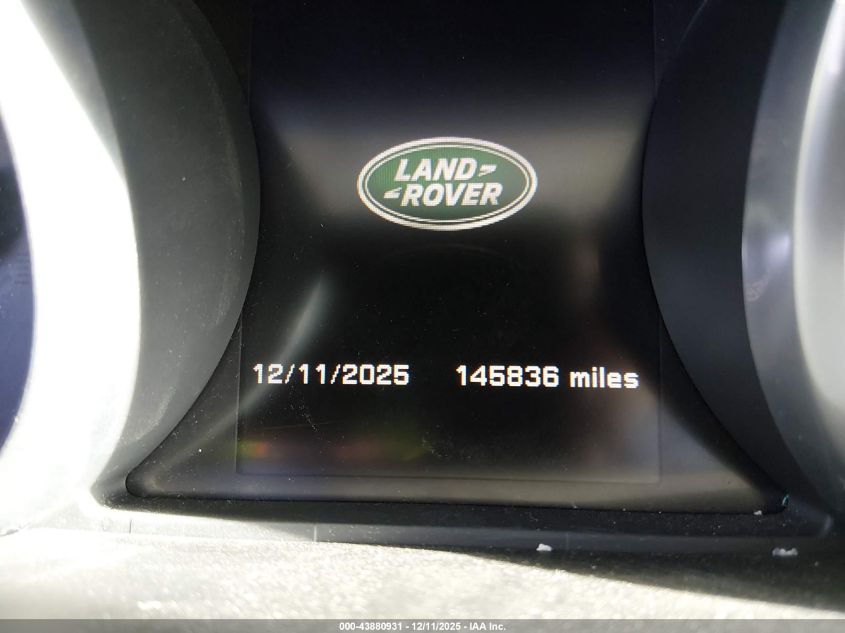 LAND
ROVER
12/11/2025 145836 miles
000-43880931 - 12/11/2025 - IAA Inc.